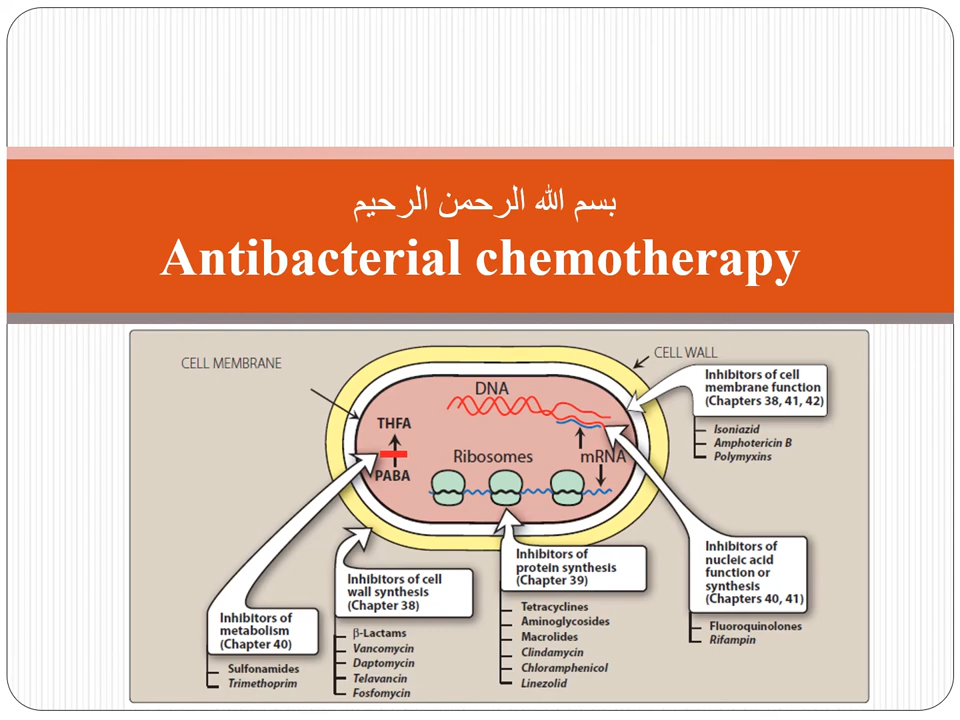 بسم الله الرحمن الرحيم
Antibacterial chemotherapy
CELL MEMBRANE
CELL WALL
DNA
THFA
PABA
Ribosomes
mRNA
Inhibitors of cell
membrane function
(Chapters 38, 41, 42)
Isoniazid
Amphotericin B
Polymyxins
Inhibitors of
metabolism
(Chapter 40)
Sulfonamides
Trimethoprim
Inhibitors of cell
wall synthesis
(Chapter 38)
β-Lactams
Vancomycin
Daptomycin
Telavancin
Fosfomycin
Inhibitors of
protein synthesis
(Chapter 39)
Tetracyclines
Aminoglycosides
Macrolides
Clindamycin
Chloramphenicol
Linezolid
Inhibitors of
nucleic acid
function or
synthesis
(Chapters 40, 41)
Fluoroquinolones
Rifampin